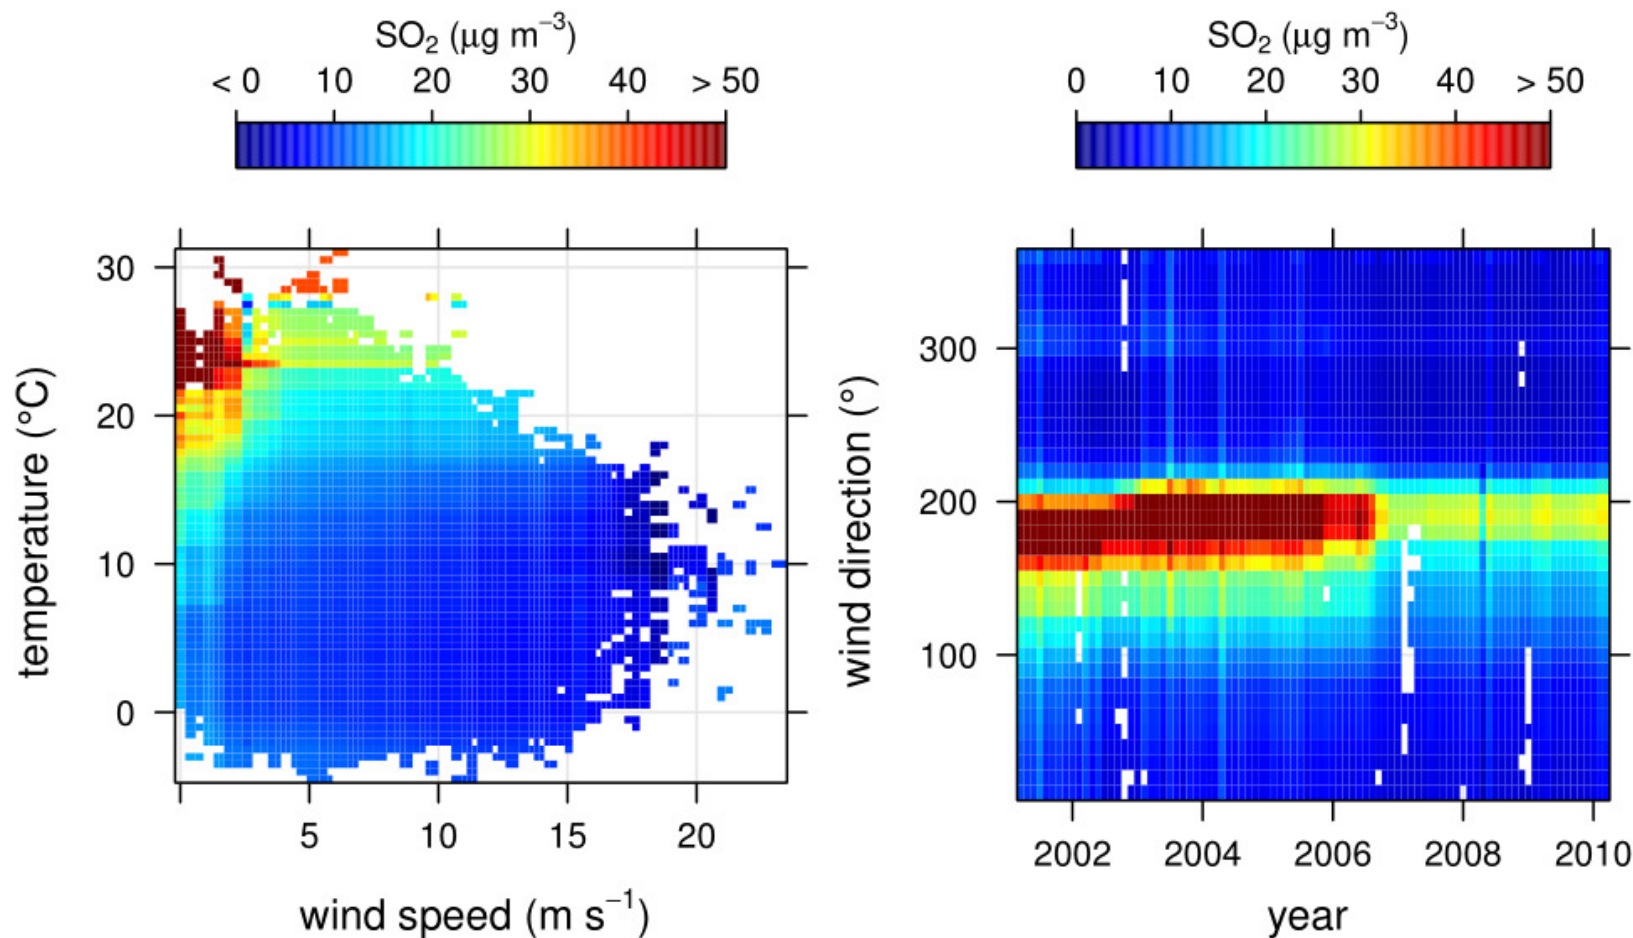 SO₂ (μg m⁻³)
< 0 10 20 30 40 > 50
30
20
10
0
temperature (°C)
5 10 15 20
wind speed (m s⁻¹)
SO₂ (μg m⁻³)
0 10 20 30 40 > 50
300
200
100
wind direction (°)
2002 2004 2006 2008 2010
year